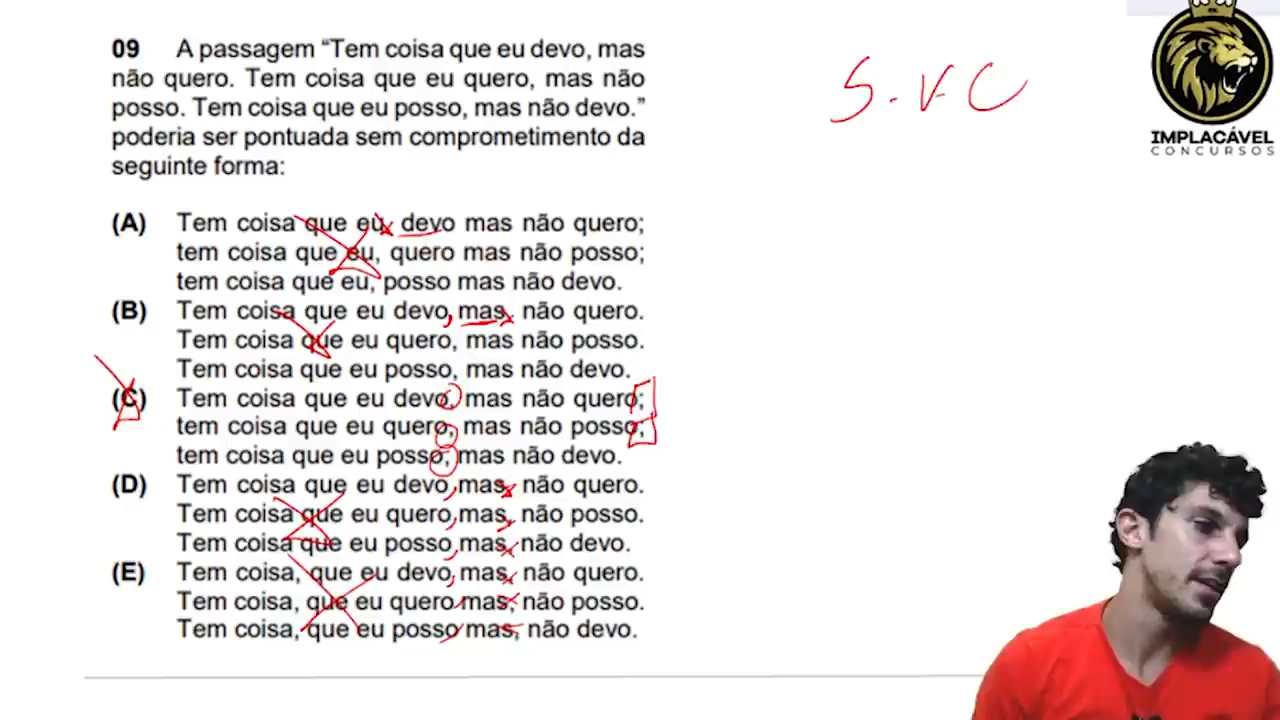 09 A passagem “Tem coisa que eu devo, mas
não quero. Tem coisa que eu quero, mas não
posso. Tem coisa que eu posso, mas não devo.”
poderia ser pontuada sem comprometimento da
seguinte forma:
(A) Tem coisa que eu, devo mas não quero;
tem coisa que eu, quero mas não posso;
tem coisa que eu, posso mas não devo.
(B) Tem coisa que eu devo, mas, não quero.
Tem coisa que eu quero, mas não posso.
Tem coisa que eu posso, mas não devo.
(C) Tem coisa que eu devo, mas não quero;
tem coisa que eu quero, mas não posso;
tem coisa que eu posso, mas não devo.
(D) Tem coisa que eu devo, mas, não quero.
Tem coisa que eu quero, mas, não posso.
Tem coisa que eu posso, mas, não devo.
(E) Tem coisa, que eu devo, mas, não quero.
Tem coisa, que eu quero, mas, não posso.
Tem coisa, que eu posso, mas, não devo.
S.V.C
IMPLACÁVEL
CONCURSOS